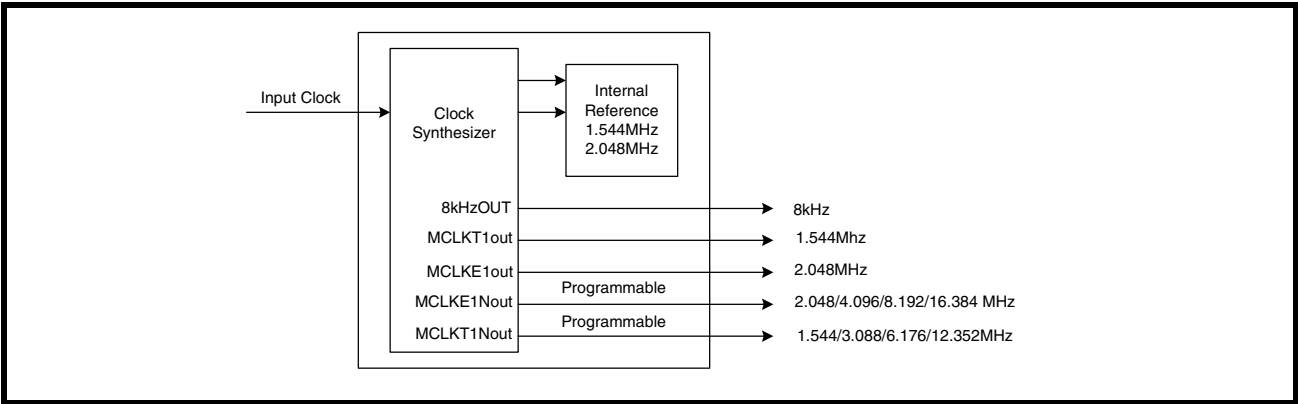 Input Clock
Clock
Synthesizer
Internal
Reference
1.544MHz
2.048MHz
8kHzOUT
8kHz
MCLKT1out
1.544Mhz
MCLKE1out
2.048MHz
Programmable
MCLKE1Nout
2.048/4.096/8.192/16.384 MHz
Programmable
MCLKT1Nout
1.544/3.088/6.176/12.352MHz